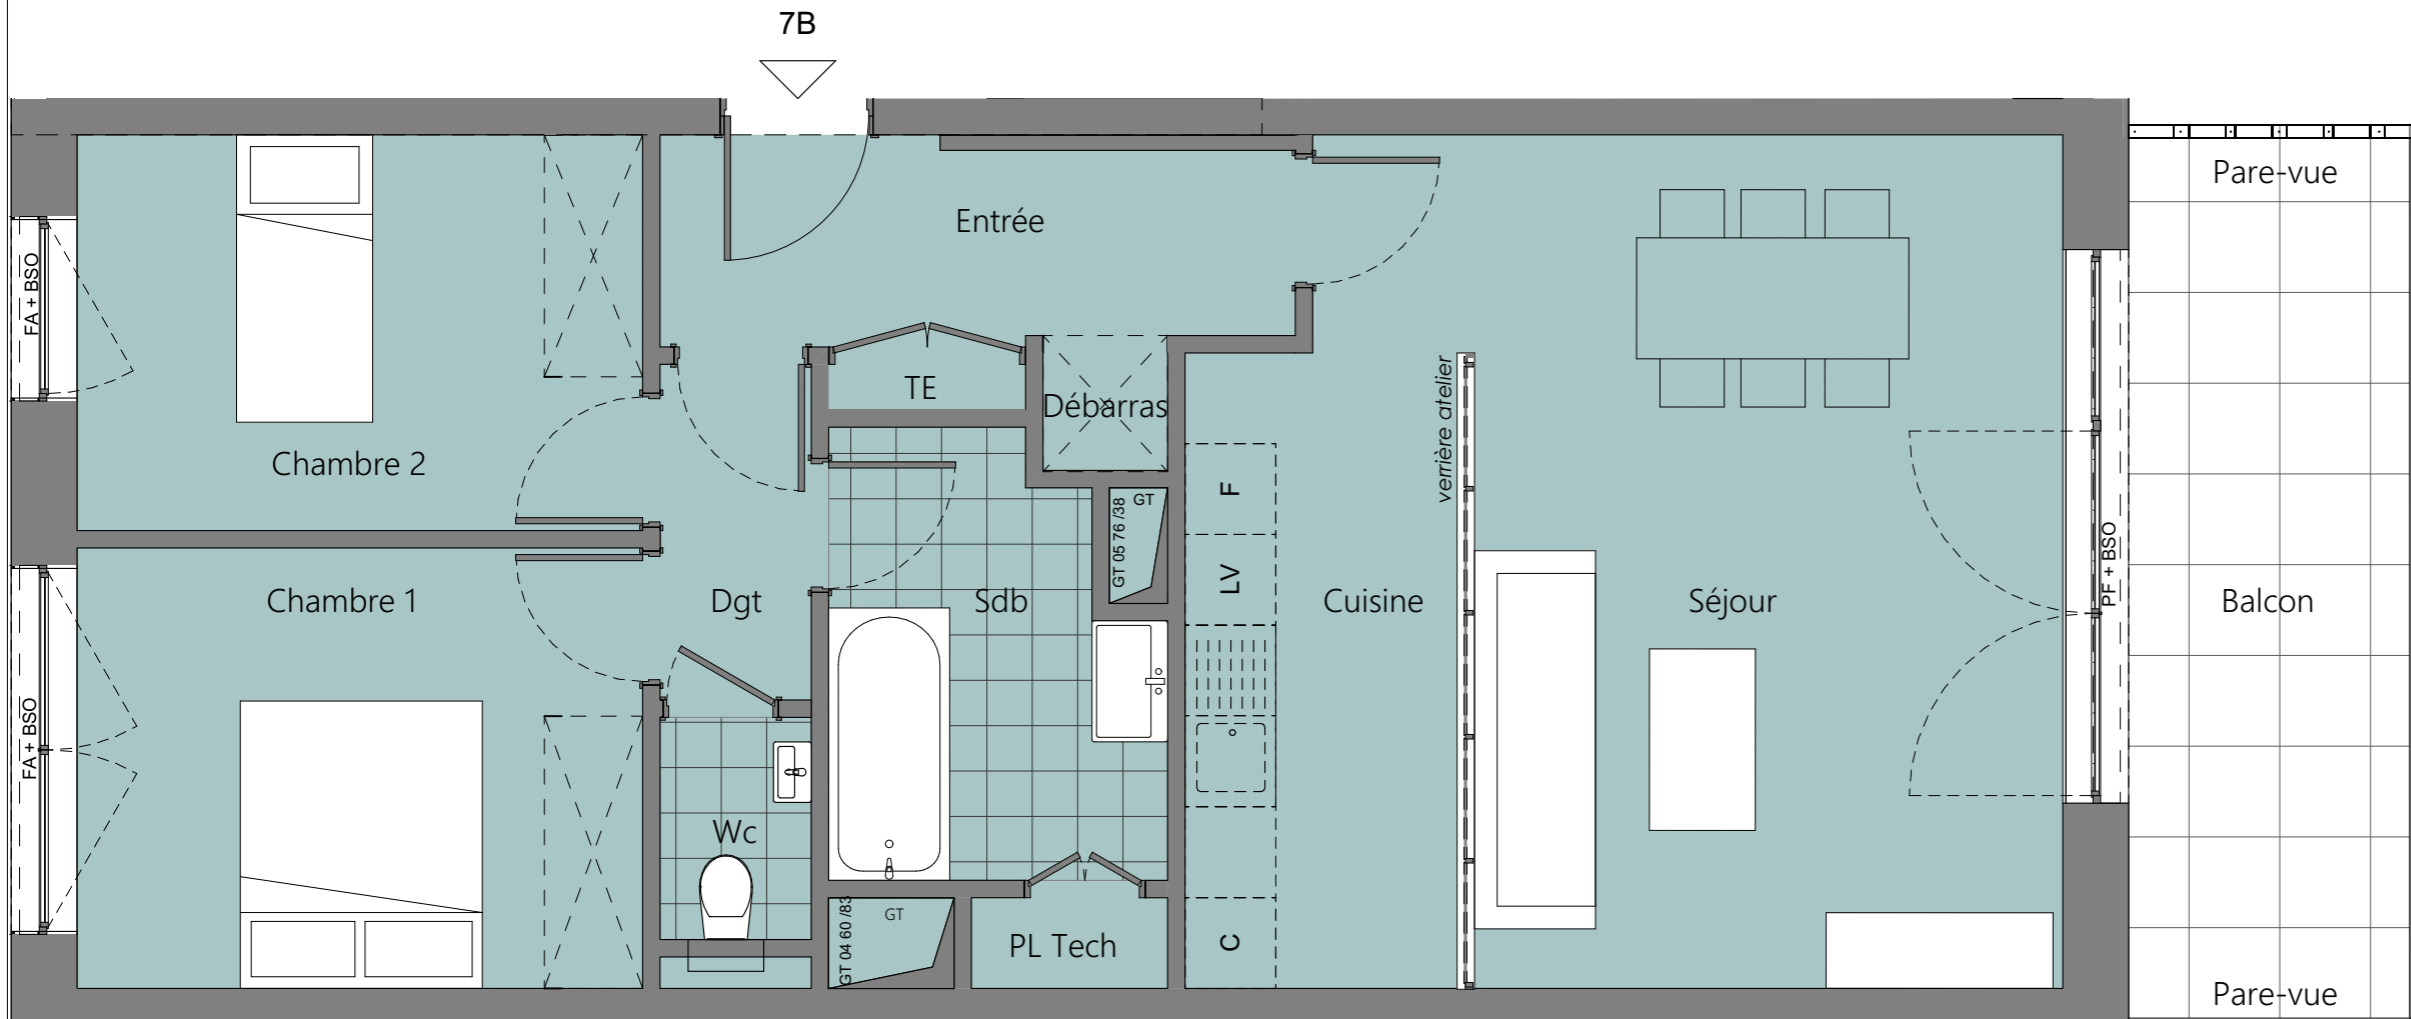 7B
Pare-vue
Entrée
FA + BSO
TE
Débarras
verrière atelier
Chambre 2
F
GT
GT 05 76 /38
PF + BSO
Chambre 1
Dgt
Sdb
LV
Cuisine
Séjour
Balcon
FA + BSO
Wc
GT
GT 04 60 /83
PL Tech
C
Pare-vue